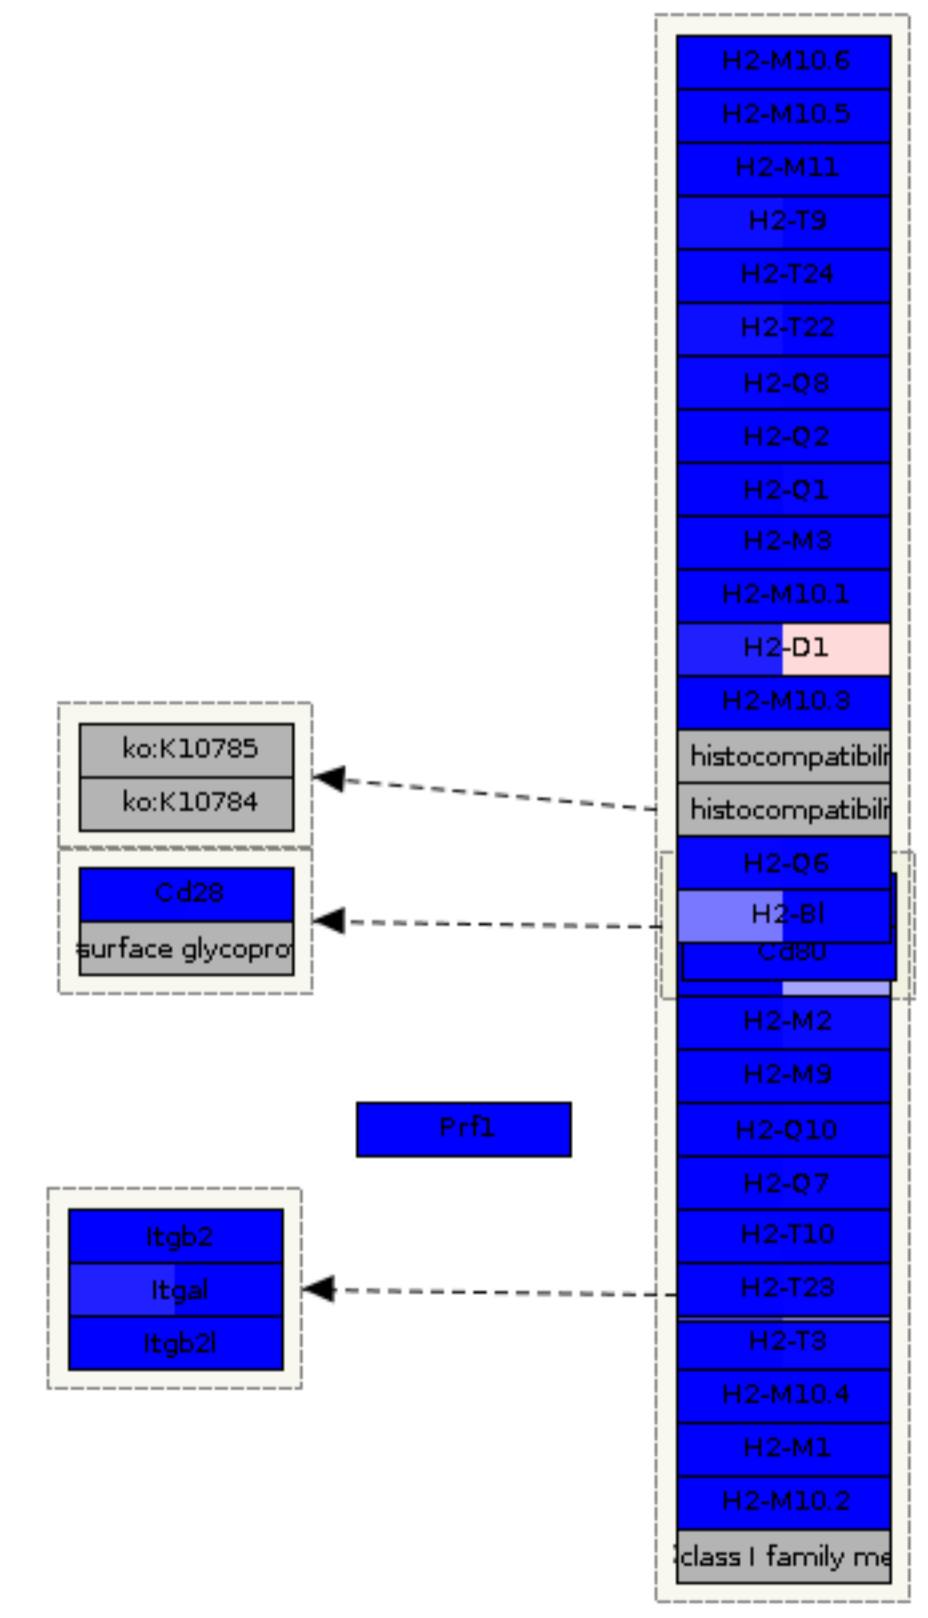 H2-M10.6
H2-M10.5
H2-M11
H2-T9
H2-T24
H2-T22
H2-Q8
H2-Q2
H2-Q1
H2-M3
H2-M10.1
H2-D1
H2-M10.3
histocompatibilit
histocompatibilit
H2-Q6
H2-Bl
Cd80
H2-M2
H2-M9
H2-Q10
H2-Q7
H2-T10
H2-T23
H2-T3
H2-M10.4
H2-M1
H2-M10.2
class I family me
ko:K10785
ko:K10784
Cd28
surface glycopro
Prf1
Itgb2
Itgal
Itgb2l